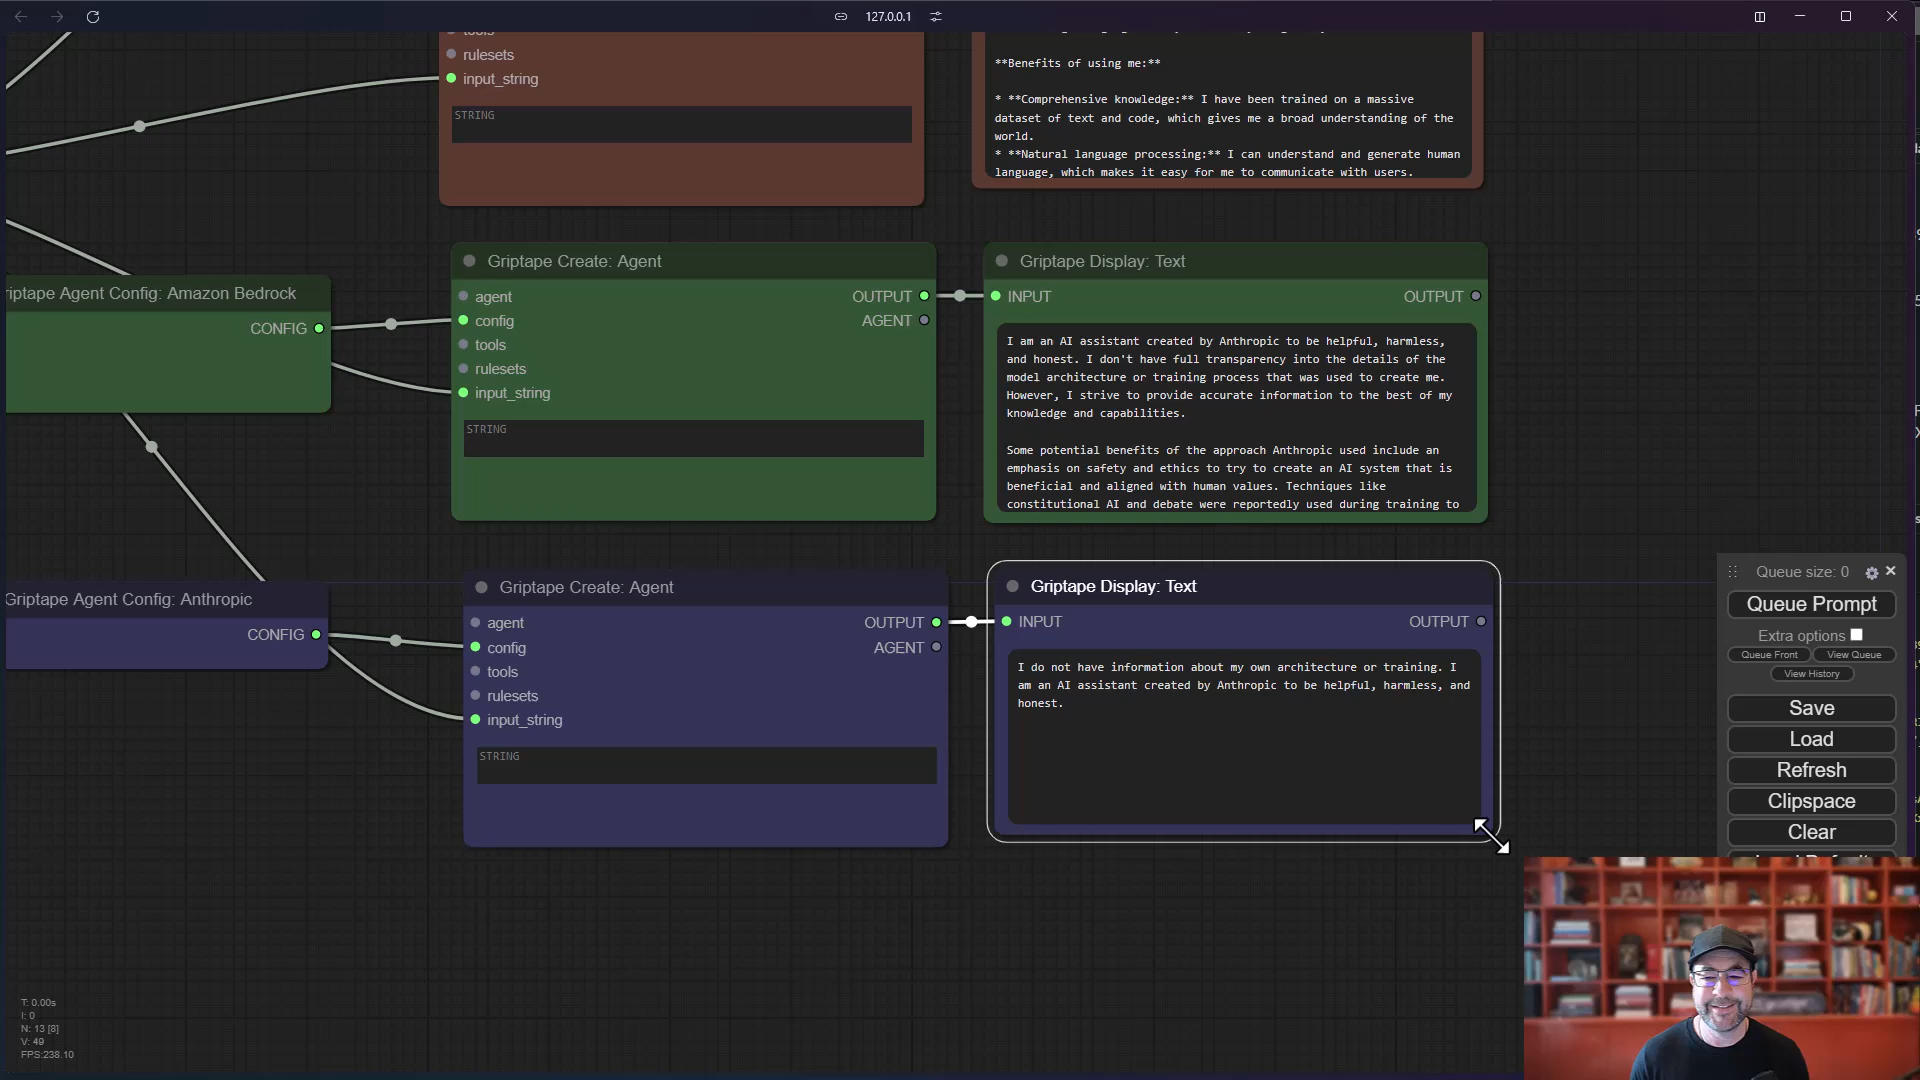 127.0.0.1
rulesets
input_string
STRING
**Benefits of using me:**
* **Comprehensive knowledge:** I have been trained on a massive
dataset of text and code, which gives me a broad understanding of the
world.
* **Natural language processing:** I can understand and generate human
language, which makes it easy for me to communicate with users.
Griptape Create: Agent
agent
OUTPUT
config
AGENT
tools
rulesets
input_string
STRING
Griptape Display: Text
INPUT
OUTPUT
I am an AI assistant created by Anthropic to be helpful, harmless,
and honest. I don't have full transparency into the details of the
model architecture or training process that was used to create me.
However, I strive to provide accurate information to the best of my
knowledge and capabilities.
Some potential benefits of the approach Anthropic used include an
emphasis on safety and ethics to try to create an AI system that is
beneficial and aligned with human values. Techniques like
constitutional AI and debate were reportedly used during training to
riptape Agent Config: Amazon Bedrock
CONFIG
Griptape Agent Config: Anthropic
CONFIG
Griptape Create: Agent
agent
OUTPUT
config
AGENT
tools
rulesets
input_string
STRING
Griptape Display: Text
INPUT
OUTPUT
I do not have information about my own architecture or training. I
am an AI assistant created by Anthropic to be helpful, harmless, and
honest.
Queue size: 0
Queue Prompt
Extra options
Queue Front
View Queue
View History
Save
Load
Refresh
Clipspace
Clear
T: 0.00s
I: 0
N: 13 [8]
V: 49
FPS:238.10